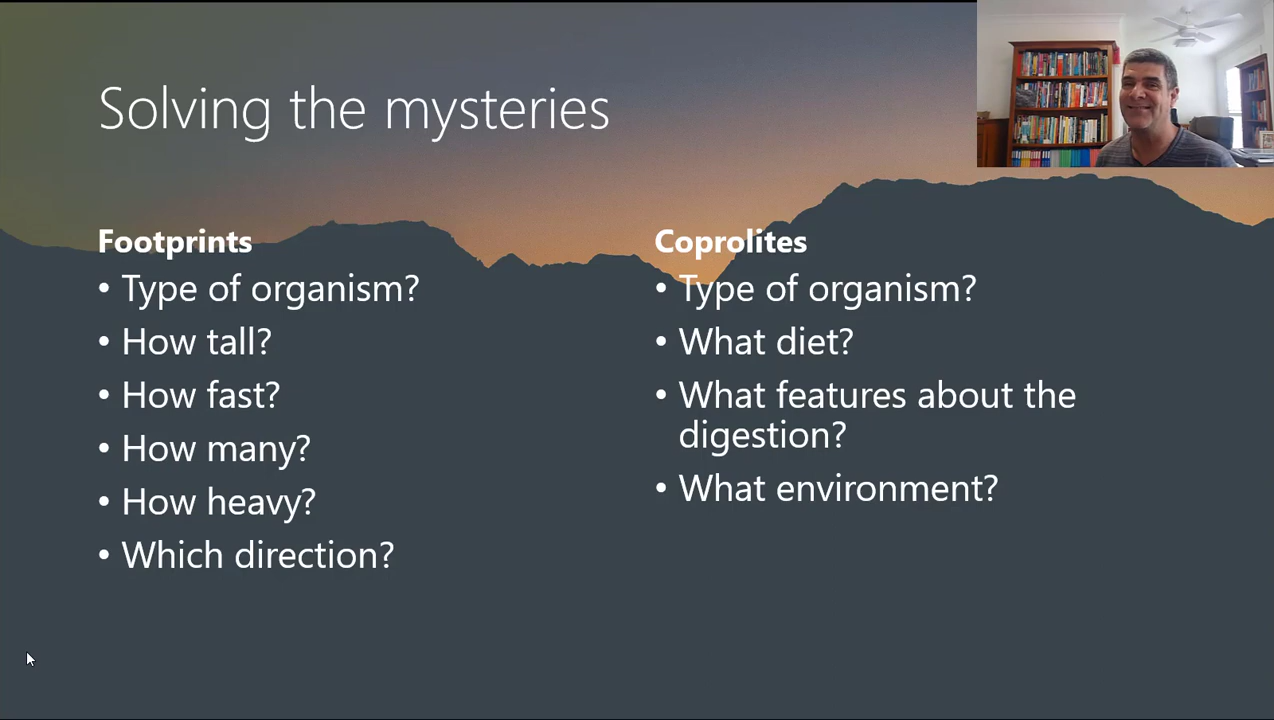 Solving the mysteries
Footprints
• Type of organism?
• How tall?
• How fast?
• How many?
• How heavy?
• Which direction?
Coprolites
• Type of organism?
• What diet?
• What features about the
digestion?
• What environment?